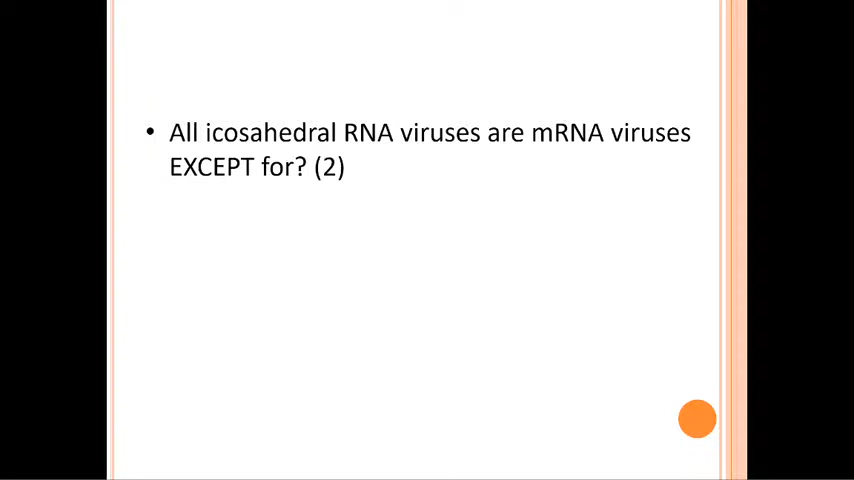 • All icosahedral RNA viruses are mRNA viruses
EXCEPT for? (2)